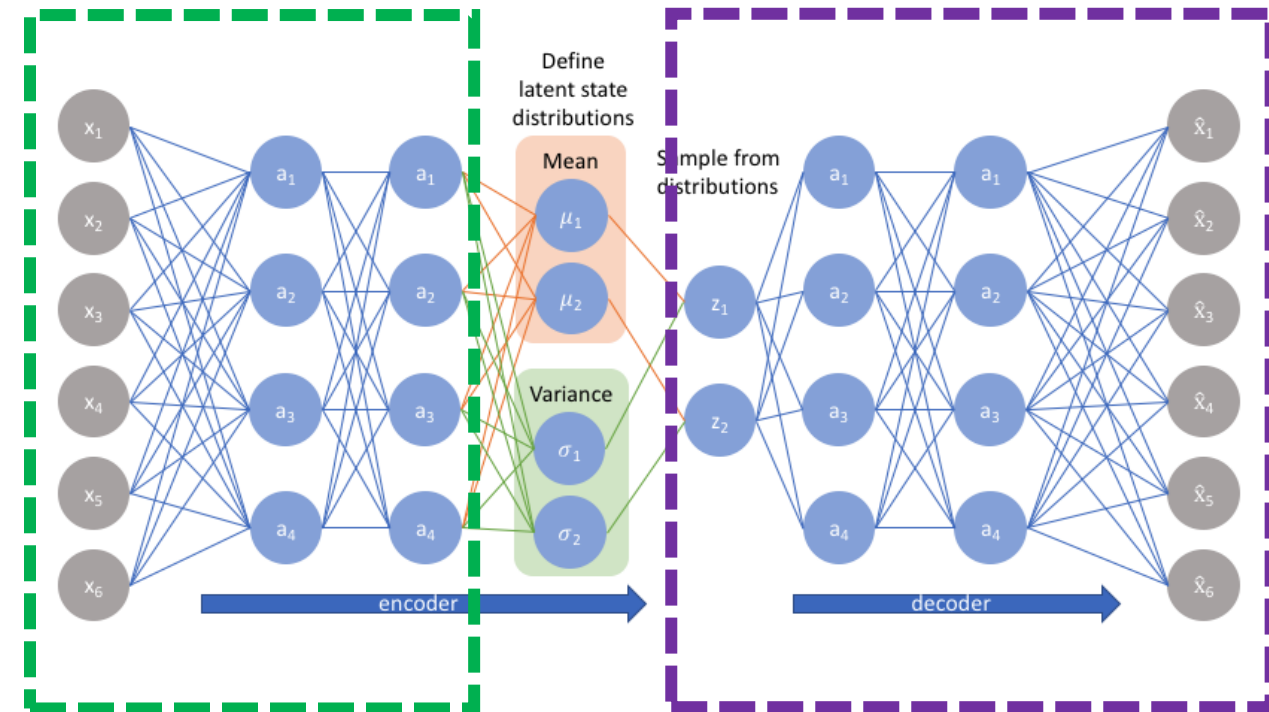 x₁
x₂
x₃
x₄
x₅
x₆
a₁
a₂
a₃
a₄
a₁
a₂
a₃
a₄
encoder
Define
latent state
distributions
Mean
μ₁
μ₂
Variance
σ₁
σ₂
Sample from
distributions
z₁
z₂
a₁
a₂
a₃
a₄
a₁
a₂
a₃
a₄
decoder
x̂₁
x̂₂
x̂₃
x̂₄
x̂₅
x̂₆